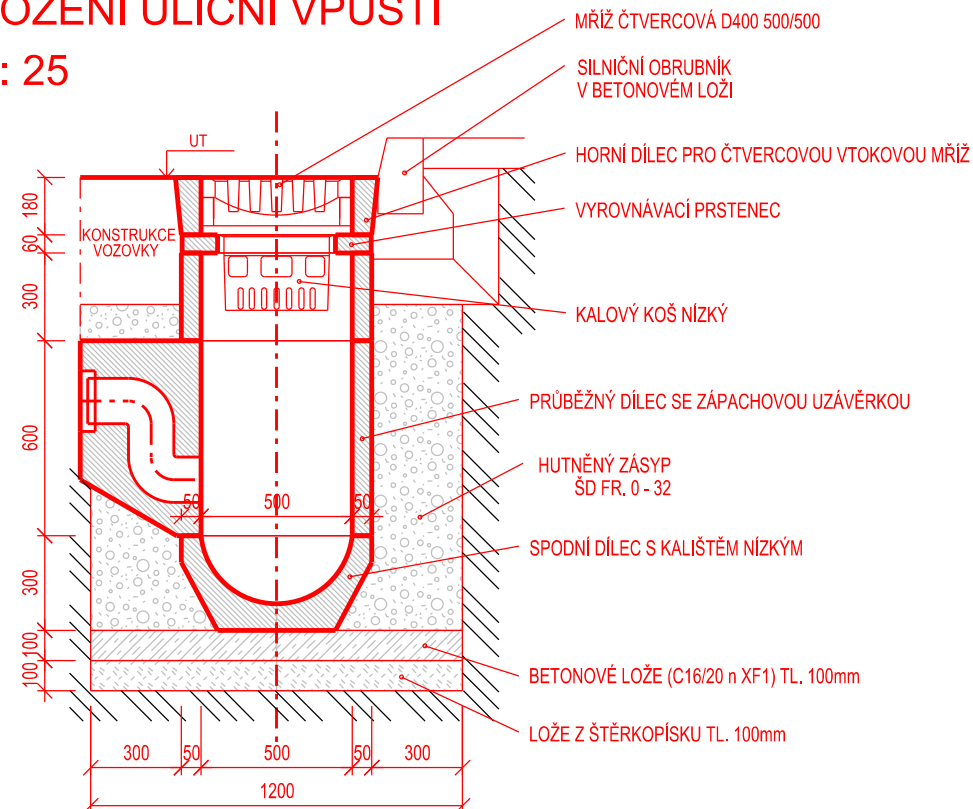 OŽENÍ ULIČNÍ VPUSTI
: 25
MŘÍŽ ČTVERCOVÁ D400 500/500
SILNIČNÍ OBRUBNÍK
V BETONOVÉM LOŽI
UT
HORNÍ DÍLEC PRO ČTVERCOVOU VTOKOVOU MŘÍŽ
180
VYROVNÁVACÍ PRSTENEC
KONSTRUKCE
VOZOVKY
60
300
KALOVÝ KOŠ NÍZKÝ
PRŮBĚŽNÝ DÍLEC SE ZÁPACHOVOU UZÁVĚRKOU
600
HUTNĚNÝ ZÁSYP
ŠD FR. 0 - 32
50 500 50
SPODNÍ DÍLEC S KALIŠTĚM NÍZKÝM
300
100
BETONOVÉ LOŽE (C16/20 n XF1) TL. 100mm
100
LOŽE Z ŠTĚRKOPÍSKU TL. 100mm
300 50 500 50 300
1200